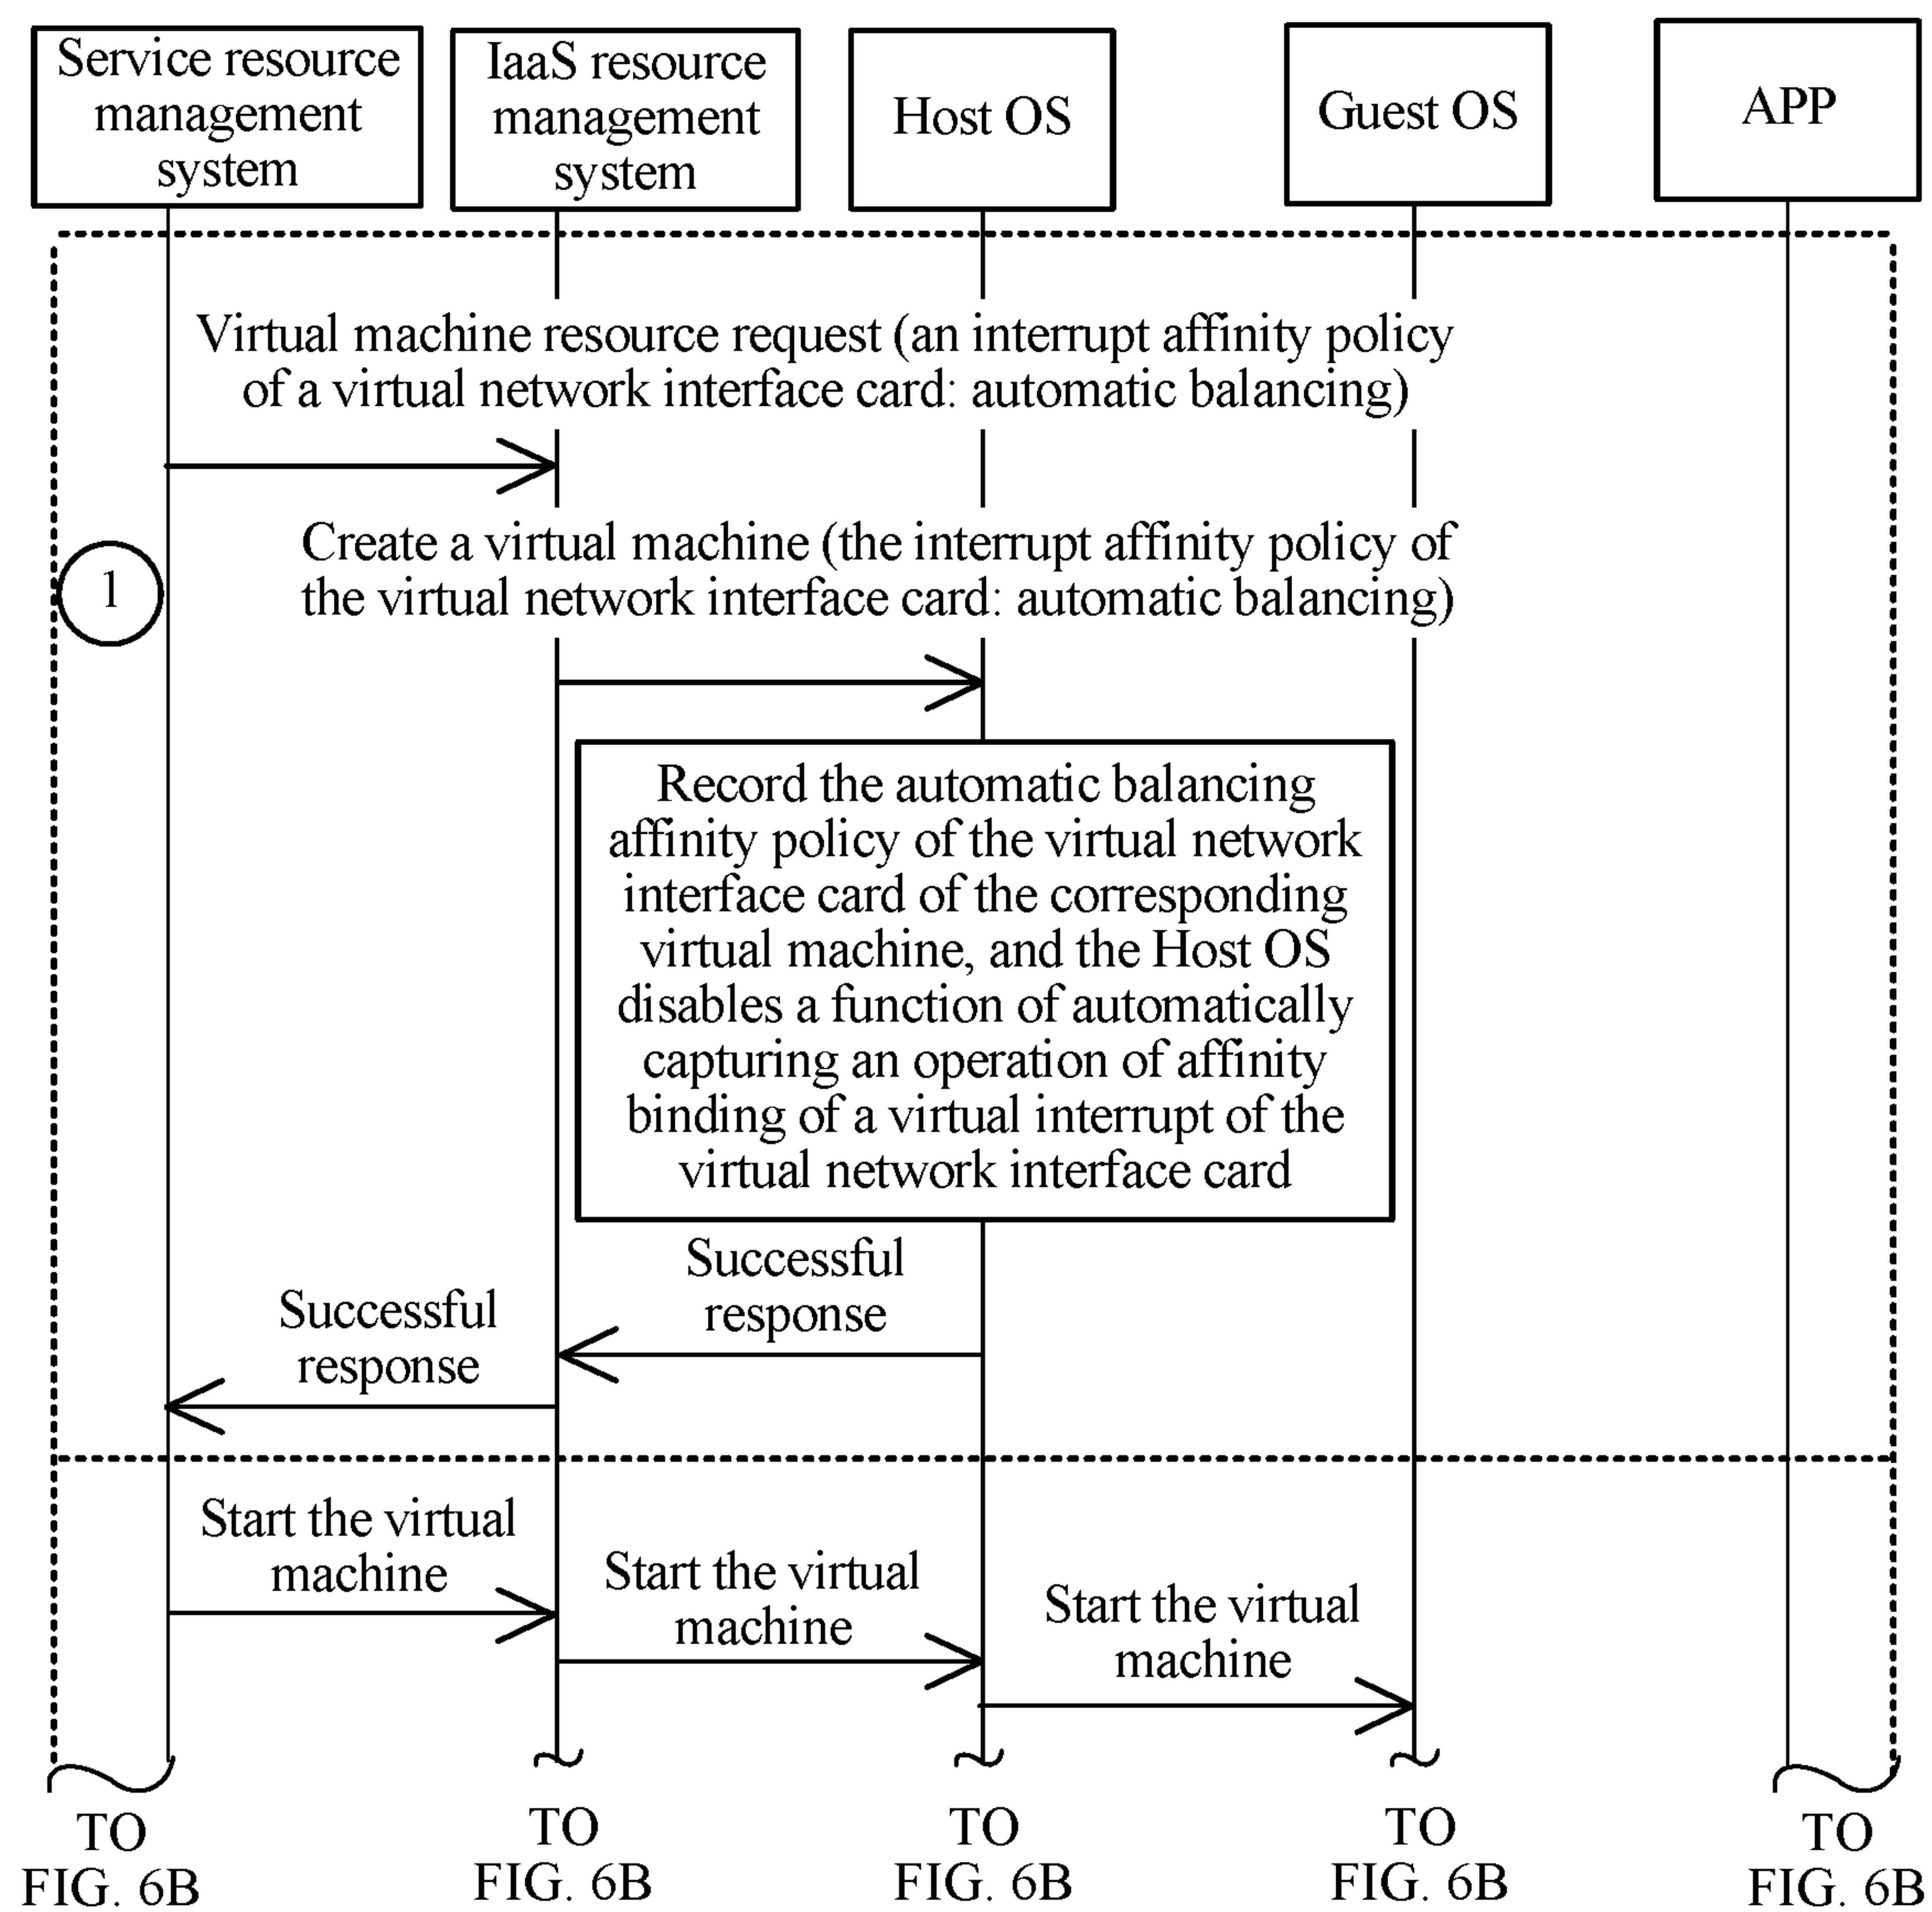 Service resource
management
system
IaaS resource
management
system
Host OS
Guest OS
APP
Virtual machine resource request (an interrupt affinity policy
of a virtual network interface card: automatic balancing)
1
Create a virtual machine (the interrupt affinity policy of
the virtual network interface card: automatic balancing)
Record the automatic balancing
affinity policy of the virtual network
interface card of the corresponding
virtual machine, and the Host OS
disables a function of automatically
capturing an operation of affinity
binding of a virtual interrupt of the
virtual network interface card
Successful
response
Successful
response
Start the virtual
machine
Start the virtual
machine
Start the virtual
machine
TO
FIG. 6B
TO
FIG. 6B
TO
FIG. 6B
TO
FIG. 6B
TO
FIG. 6B